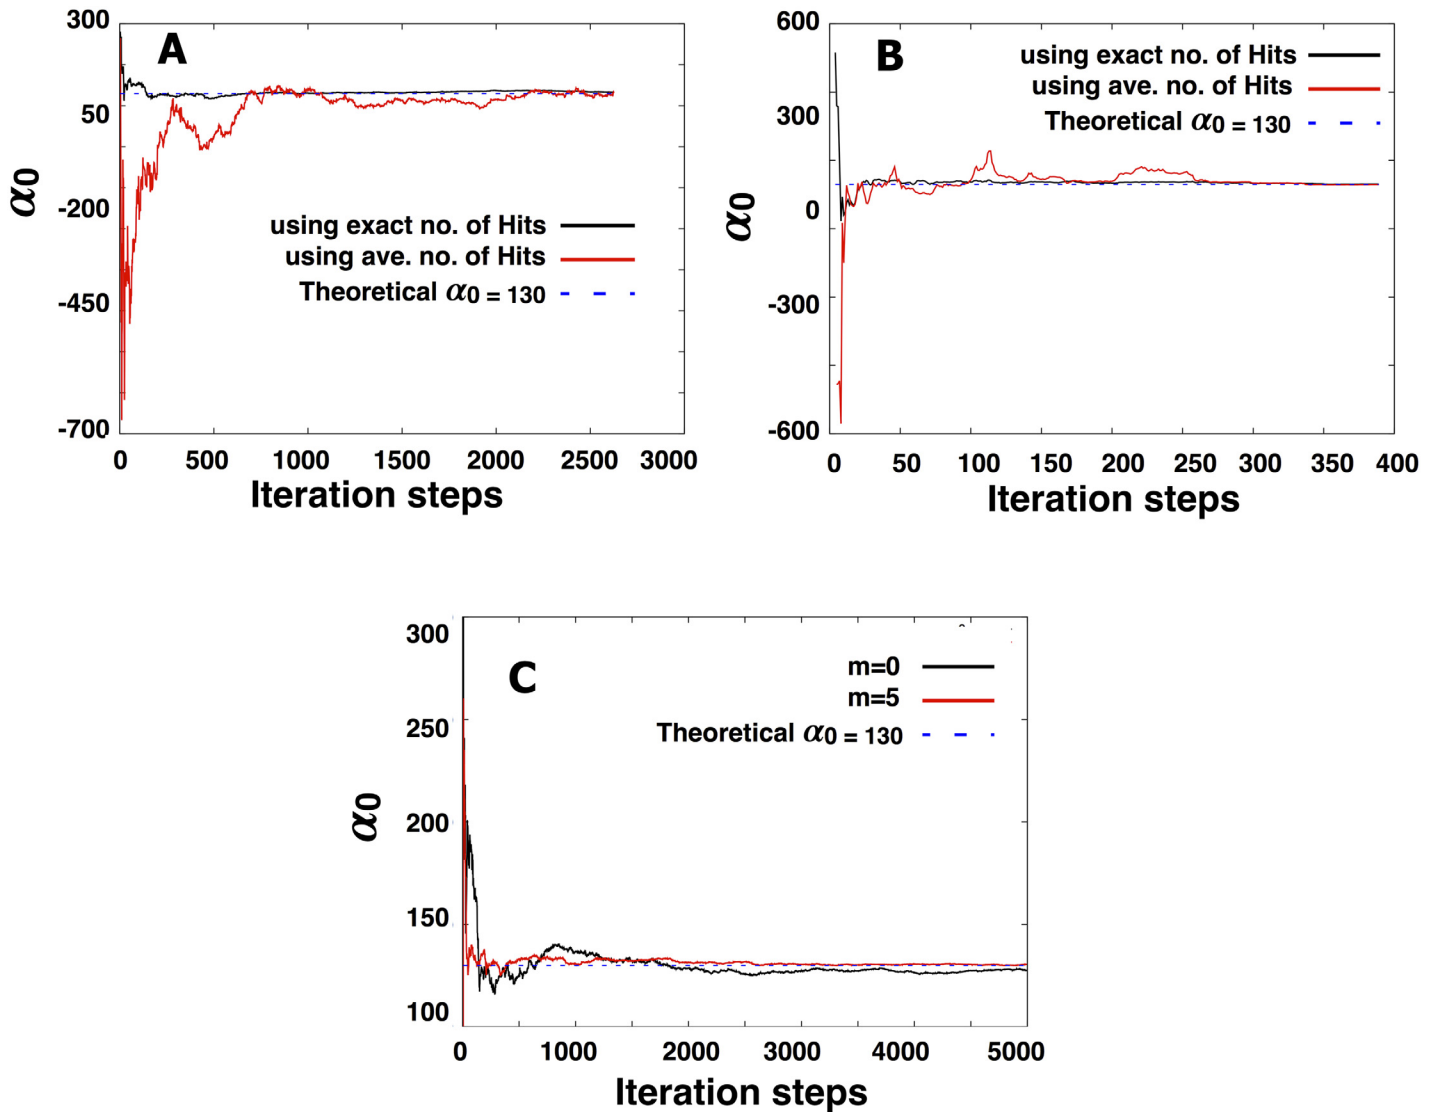 A
300
50
-200
-450
-700
α0
using exact no. of Hits
using ave. no. of Hits
Theoretical α0 = 130
0 500 1000 1500 2000 2500 3000
Iteration steps
B
600
300
0
-300
-600
α0
using exact no. of Hits
using ave. no. of Hits
Theoretical α0 = 130
0 50 100 150 200 250 300 350 400
Iteration steps
C
300
250
200
150
100
α0
m=0
m=5
Theoretical α0 = 130
0 1000 2000 3000 4000 5000
Iteration steps